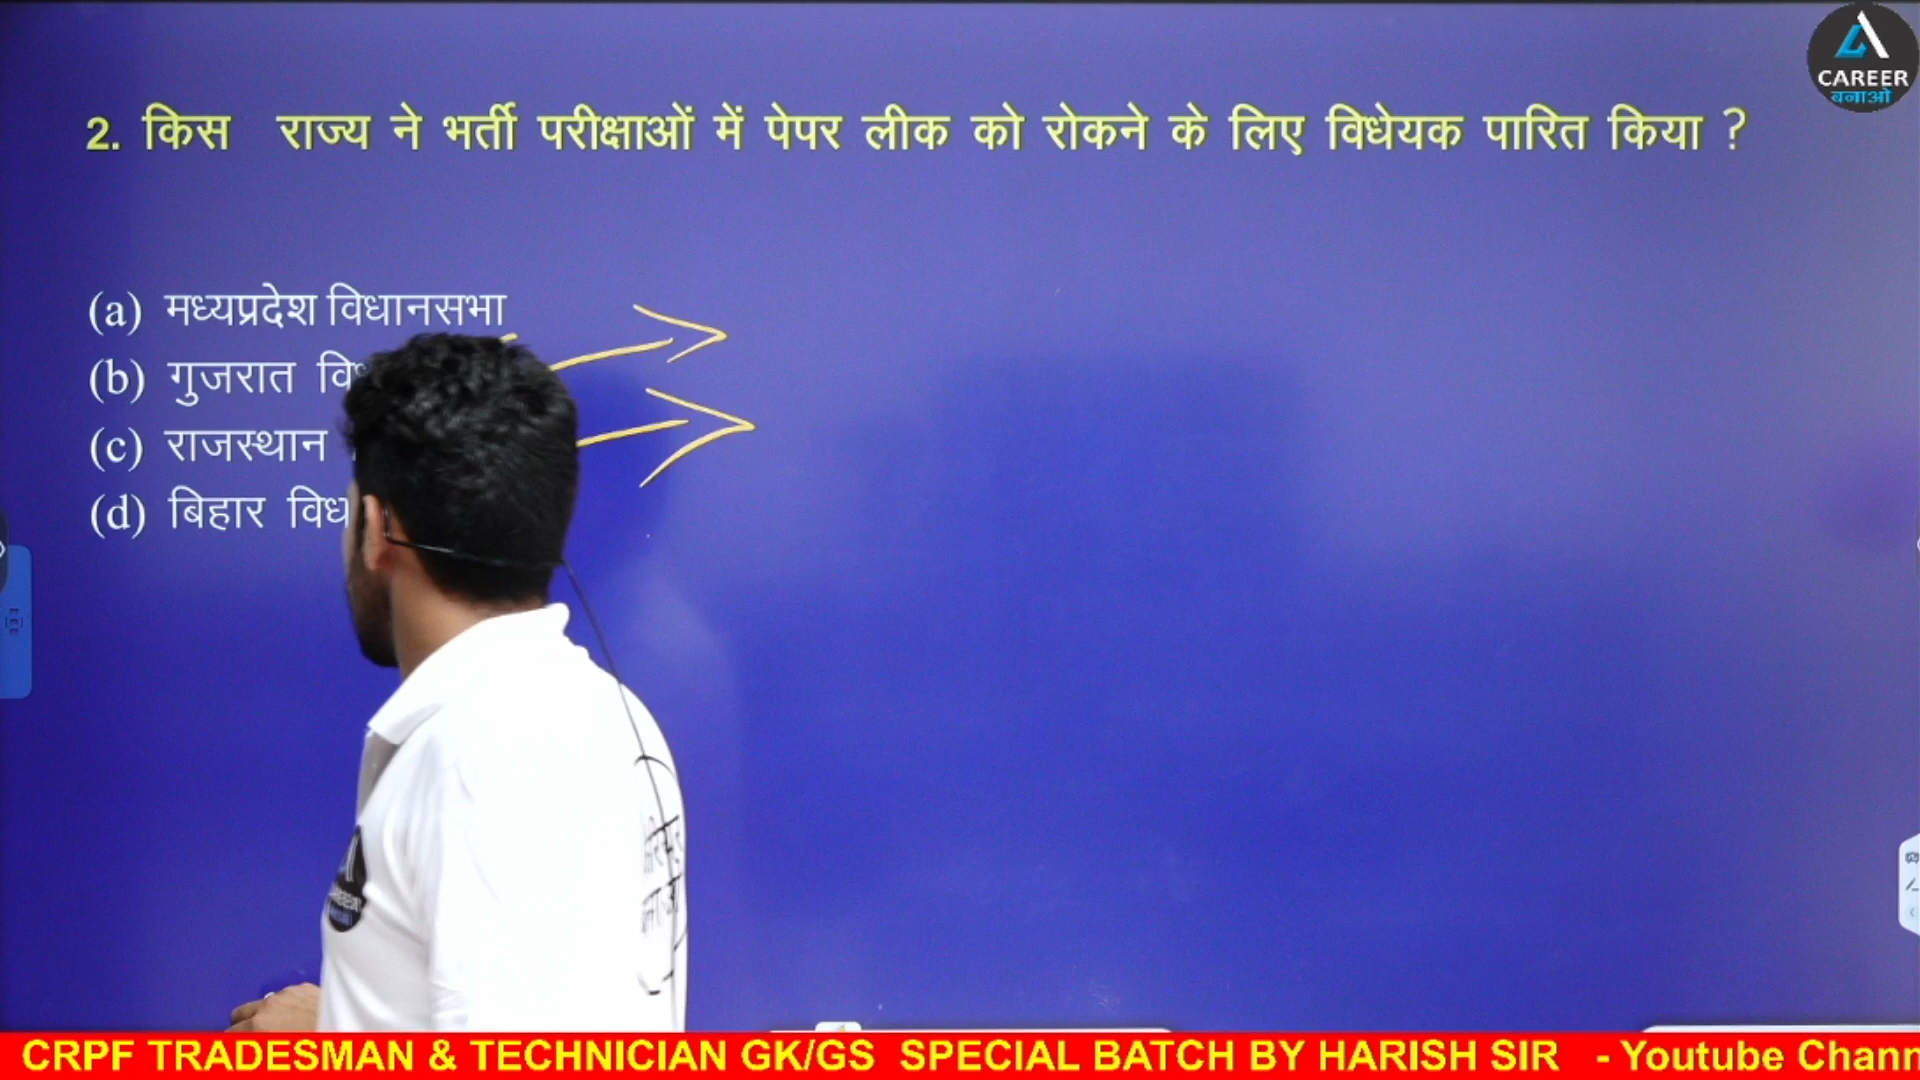 CAREER
बनाओ
2. किस राज्य ने भर्ती परीक्षाओं में पेपर लीक को रोकने के लिए विधेयक पारित किया ?
(a) मध्यप्रदेश विधानसभा
(b) गुजरात
(c) राजस्थान
(d) बिहार
CRPF TRADESMAN & TECHNICIAN GK/GS SPECIAL BATCH BY HARISH SIR - Youtube Chann